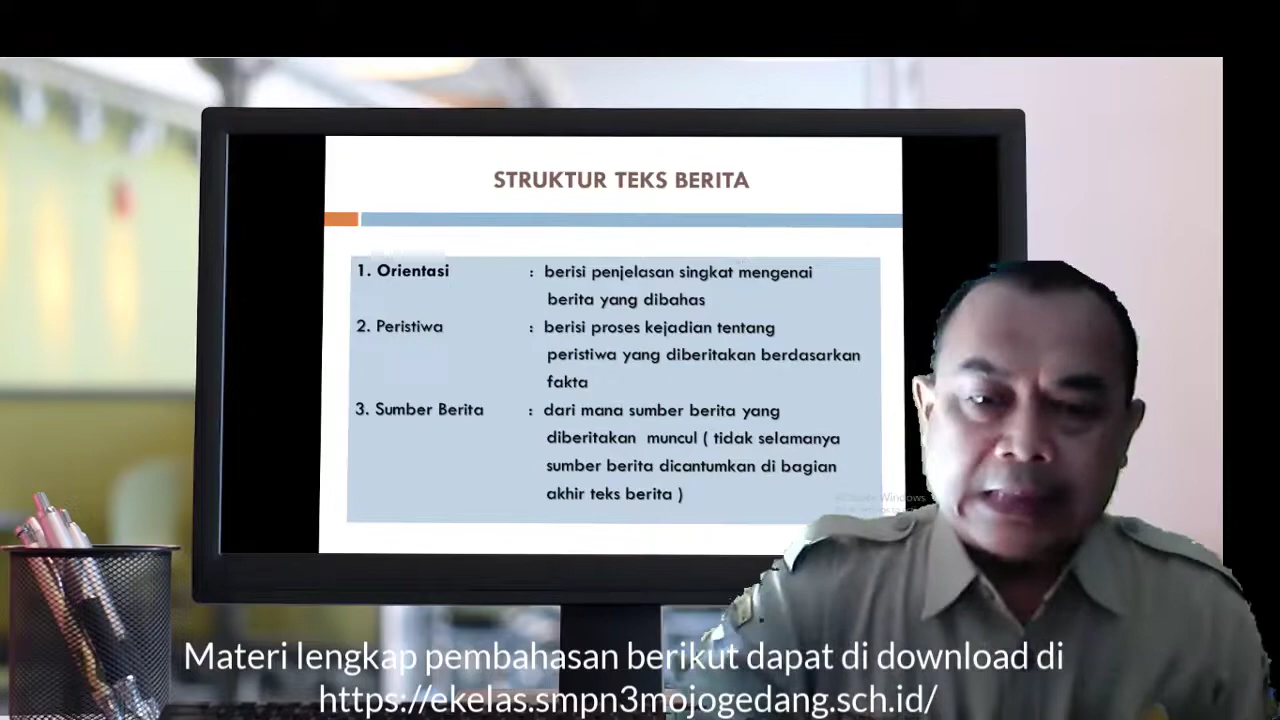 STRUKTUR TEKS BERITA
1. Orientasi : berisi penjelasan singkat mengenai
berita yang dibahas
2. Peristiwa : berisi proses kejadian tentang
peristiwa yang diberitakan berdasarkan
fakta
3. Sumber Berita : dari mana sumber berita yang
diberitakan muncul ( tidak selamanya
sumber berita dicantumkan di bagian
akhir teks berita )
Windows
Materi lengkap pembahasan berikut dapat di download di
https://ekelas.smpn3mojogedang.sch.id/